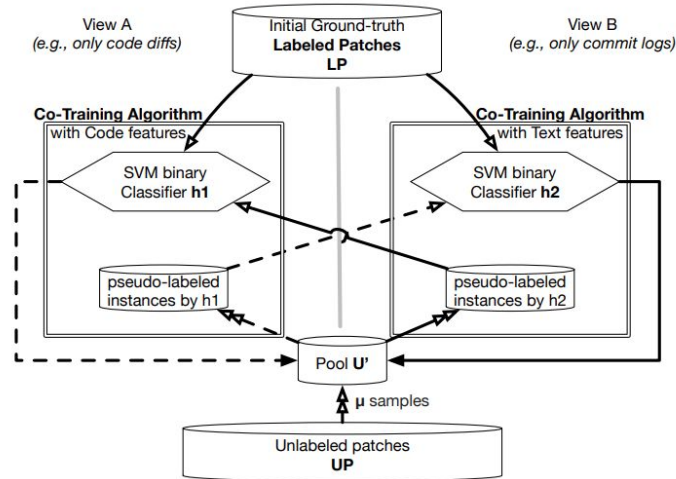 View A
(e.g., only code diffs)
Initial Ground-truth
Labeled Patches
LP
View B
(e.g., only commit logs)
Co-Training Algorithm
with Code features
Co-Training Algorithm
with Text features
SVM binary
Classifier h1
SVM binary
Classifier h2
pseudo-labeled
instances by h1
pseudo-labeled
instances by h2
Pool U'
µ samples
Unlabeled patches
UP